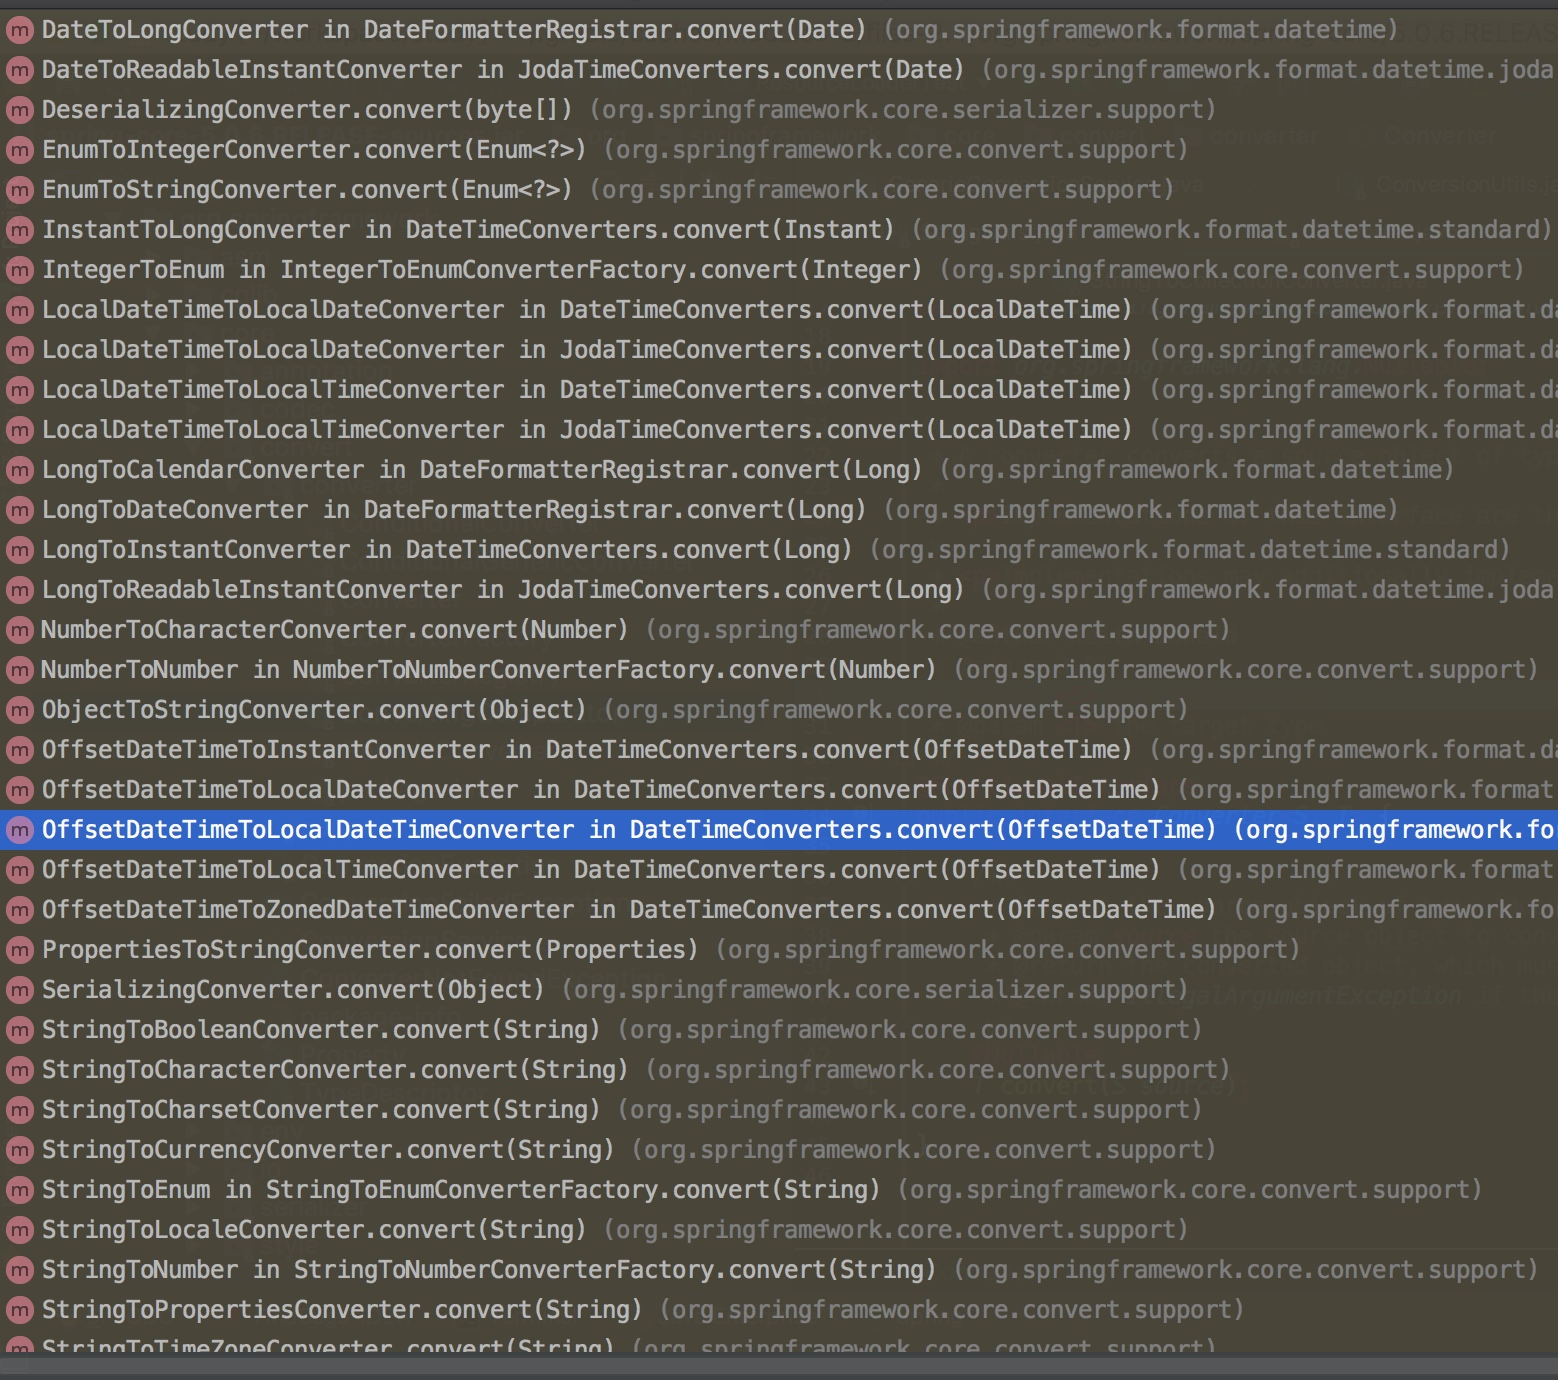 m DateToLongConverter in DateFormatterRegistrar.convert(Date) (org.springframework.format.datetime)
m DateToReadableInstantConverter in JodaTimeConverters.convert(Date) (org.springframework.format.datetime.joda
m DeserializingConverter.convert(byte[]) (org.springframework.core.serializer.support)
m EnumToIntegerConverter.convert(Enum<?>) (org.springframework.core.convert.support)
m EnumToStringConverter.convert(Enum<?>) (org.springframework.core.convert.support)
m InstantToLongConverter in DateTimeConverters.convert(Instant) (org.springframework.format.datetime.standard)
m IntegerToEnum in IntegerToEnumConverterFactory.convert(Integer) (org.springframework.core.convert.support)
m LocalDateTimeToLocalDateConverter in DateTimeConverters.convert(LocalDateTime) (org.springframework.format.da
m LocalDateTimeToLocalDateConverter in JodaTimeConverters.convert(LocalDateTime) (org.springframework.format.da
m LocalDateTimeToLocalTimeConverter in DateTimeConverters.convert(LocalDateTime) (org.springframework.format.da
m LocalDateTimeToLocalTimeConverter in JodaTimeConverters.convert(LocalDateTime) (org.springframework.format.da
m LongToCalendarConverter in DateFormatterRegistrar.convert(Long) (org.springframework.format.datetime)
m LongToDateConverter in DateFormatterRegistrar.convert(Long) (org.springframework.format.datetime)
m LongToInstantConverter in DateTimeConverters.convert(Long) (org.springframework.format.datetime.standard)
m LongToReadableInstantConverter in JodaTimeConverters.convert(Long) (org.springframework.format.datetime.joda
m NumberToCharacterConverter.convert(Number) (org.springframework.core.convert.support)
m NumberToNumber in NumberToNumberConverterFactory.convert(Number) (org.springframework.core.convert.support)
m ObjectToStringConverter.convert(Object) (org.springframework.core.convert.support)
m OffsetDateTimeToInstantConverter in DateTimeConverters.convert(OffsetDateTime) (org.springframework.format.da
m OffsetDateTimeToLocalDateConverter in DateTimeConverters.convert(OffsetDateTime) (org.springframework.format
m OffsetDateTimeToLocalDateTimeConverter in DateTimeConverters.convert(OffsetDateTime) (org.springframework.fo
m OffsetDateTimeToLocalTimeConverter in DateTimeConverters.convert(OffsetDateTime) (org.springframework.format
m OffsetDateTimeToZonedDateTimeConverter in DateTimeConverters.convert(OffsetDateTime) (org.springframework.fo
m PropertiesToStringConverter.convert(Properties) (org.springframework.core.convert.support)
m SerializingConverter.convert(Object) (org.springframework.core.serializer.support)
m StringToBooleanConverter.convert(String) (org.springframework.core.convert.support)
m StringToCharacterConverter.convert(String) (org.springframework.core.convert.support)
m StringToCharsetConverter.convert(String) (org.springframework.core.convert.support)
m StringToCurrencyConverter.convert(String) (org.springframework.core.convert.support)
m StringToEnum in StringToEnumConverterFactory.convert(String) (org.springframework.core.convert.support)
m StringToLocaleConverter.convert(String) (org.springframework.core.convert.support)
m StringToNumber in StringToNumberConverterFactory.convert(String) (org.springframework.core.convert.support)
m StringToPropertiesConverter.convert(String) (org.springframework.core.convert.support)
m StringToTimeZoneConverter.convert(String) (org.springframework.core.convert.support)